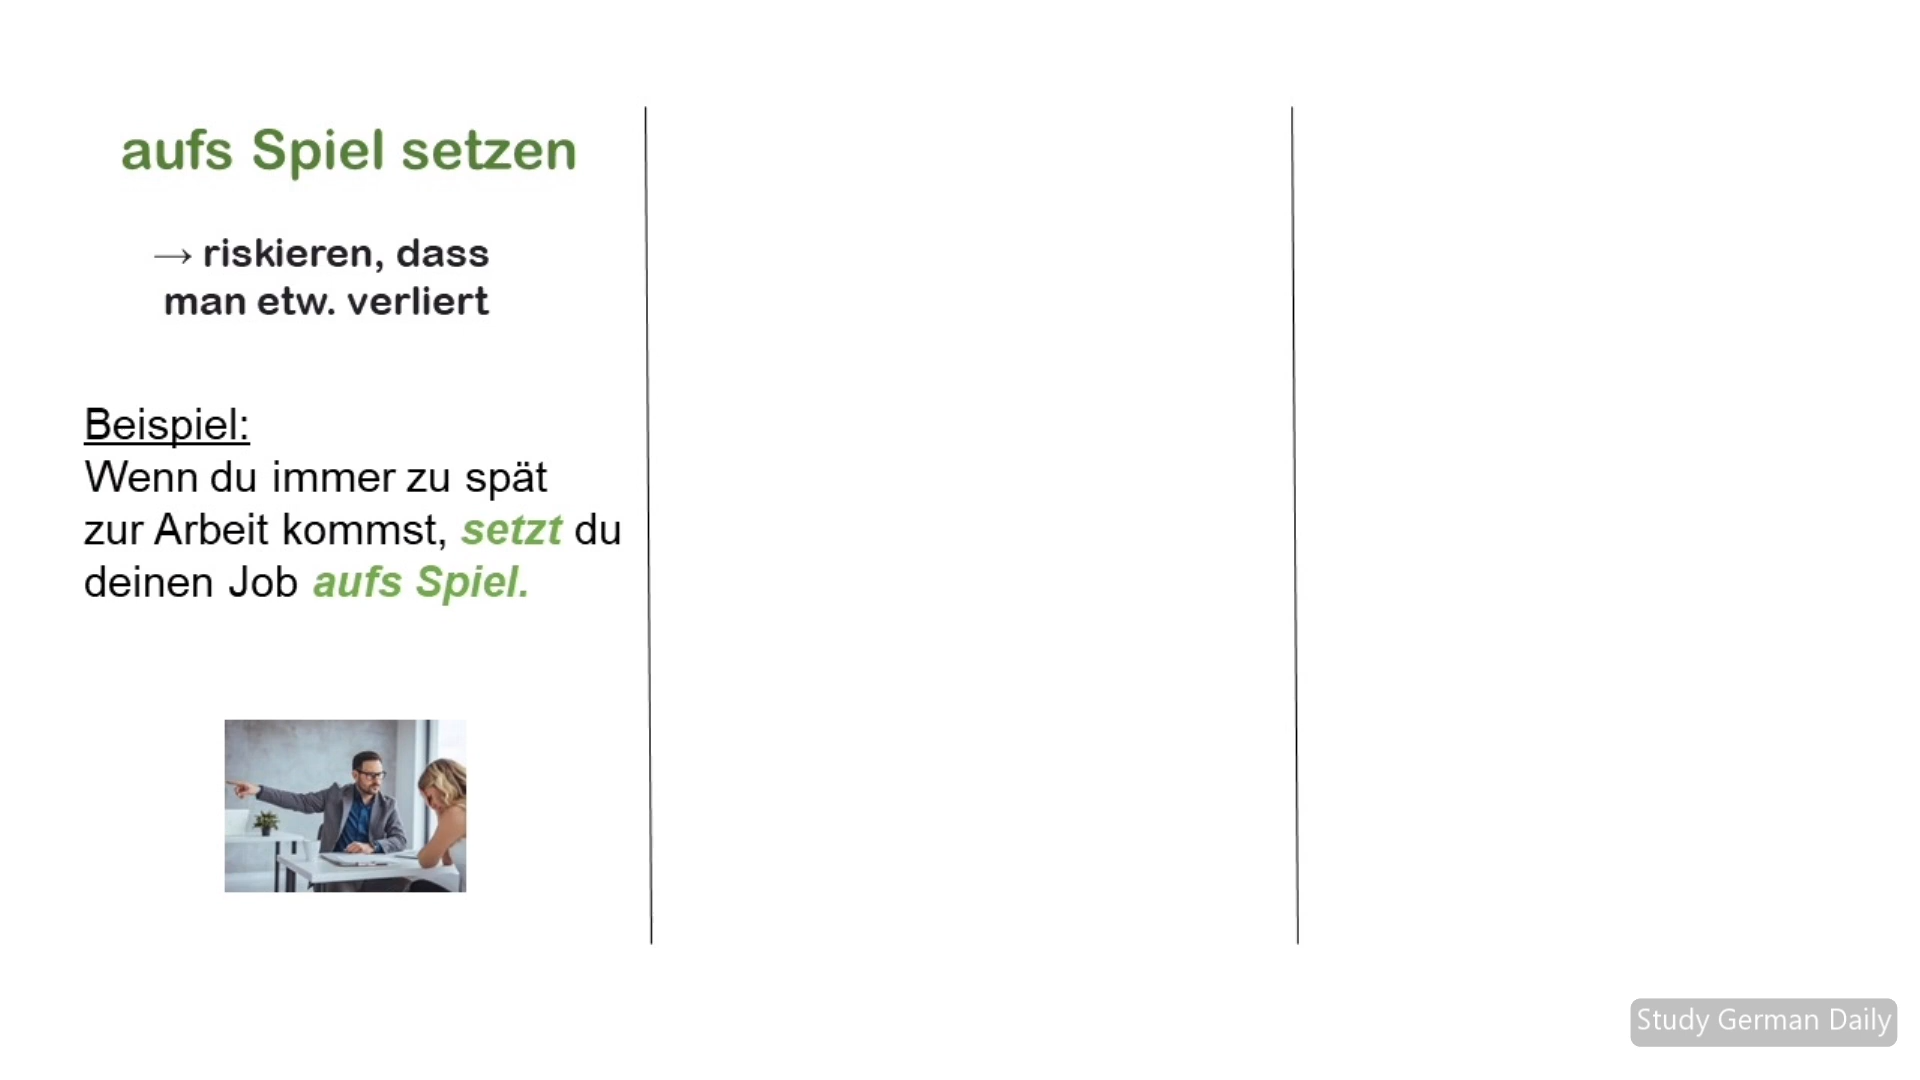 aufs Spiel setzen
→ riskieren, dass
man etw. verliert
Beispiel:
Wenn du immer zu spät
zur Arbeit kommst, setzt du
deinen Job aufs Spiel.
Study German Daily